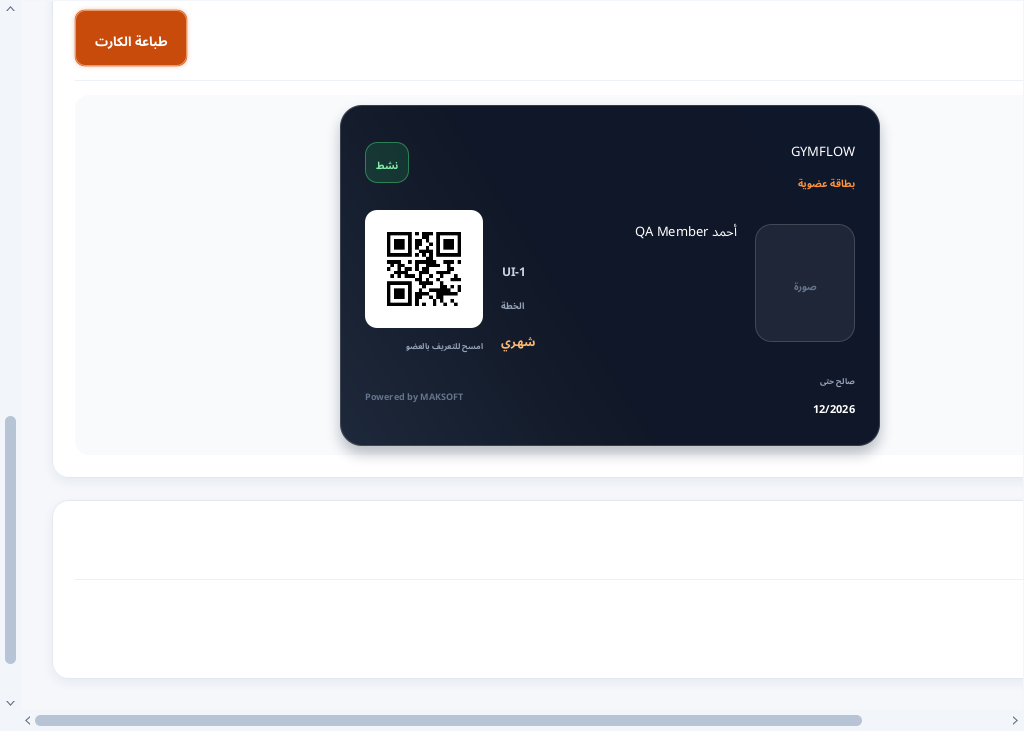 طباعة الكارت
GYMFLOW
بطاقة عضوية
نشط
صورة
أحمد QA Member
UI-1
الخطة
شهري
امسح للتعريف بالعضو
صالح حتى
12/2026
Powered by MAKSOFT